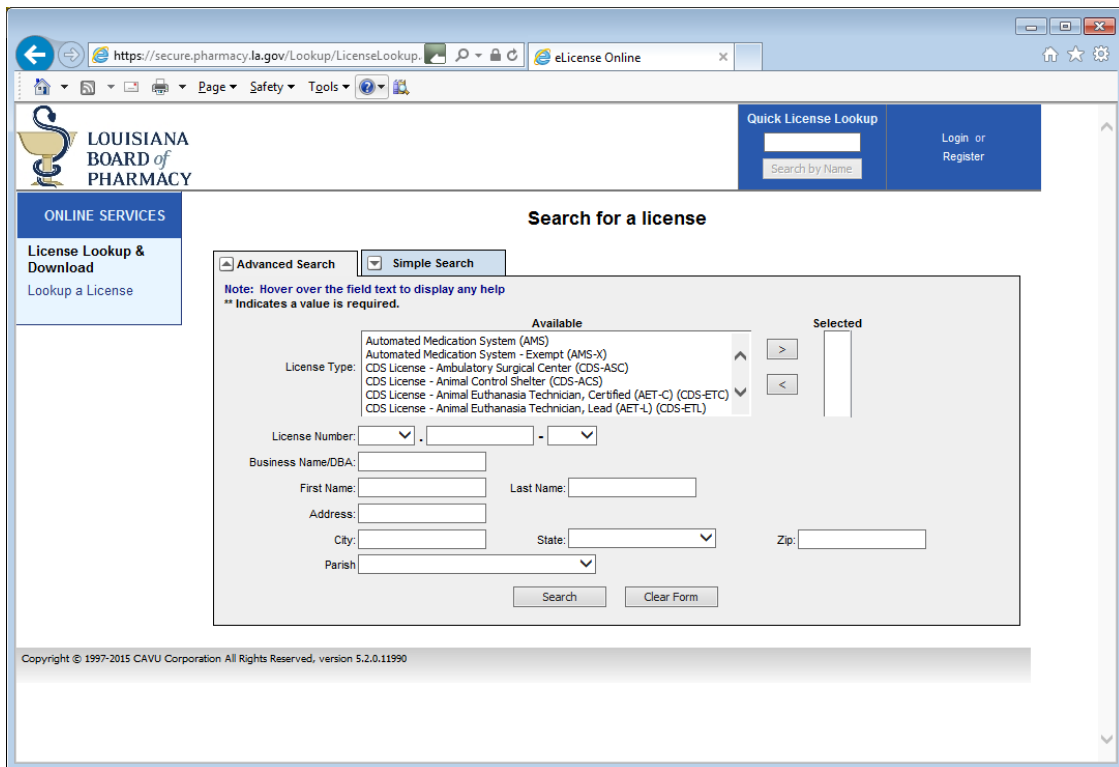 https://secure.pharmacy.la.gov/Lookup/LicenseLookup.
eLicense Online
Page Safety Tools
LOUISIANA
BOARD of
PHARMACY
Quick License Lookup
Search by Name
Login or
Register
ONLINE SERVICES
License Lookup &
Download
Lookup a License
Search for a license
Advanced Search Simple Search
Note: Hover over the field text to display any help
** Indicates a value is required.
Available Selected
License Type:
Automated Medication System (AMS)
Automated Medication System - Exempt (AMS-X)
CDS License - Ambulatory Surgical Center (CDS-ASC)
CDS License - Animal Control Shelter (CDS-ACS)
CDS License - Animal Euthanasia Technician, Certified (AET-C) (CDS-ETC)
CDS License - Animal Euthanasia Technician, Lead (AET-L) (CDS-ETL)
>
<
License Number: . -
Business Name/DBA:
First Name: Last Name:
Address:
City: State: Zip:
Parish
Search Clear Form
Copyright © 1997-2015 CAVU Corporation All Rights Reserved, version 5.2.0.11990